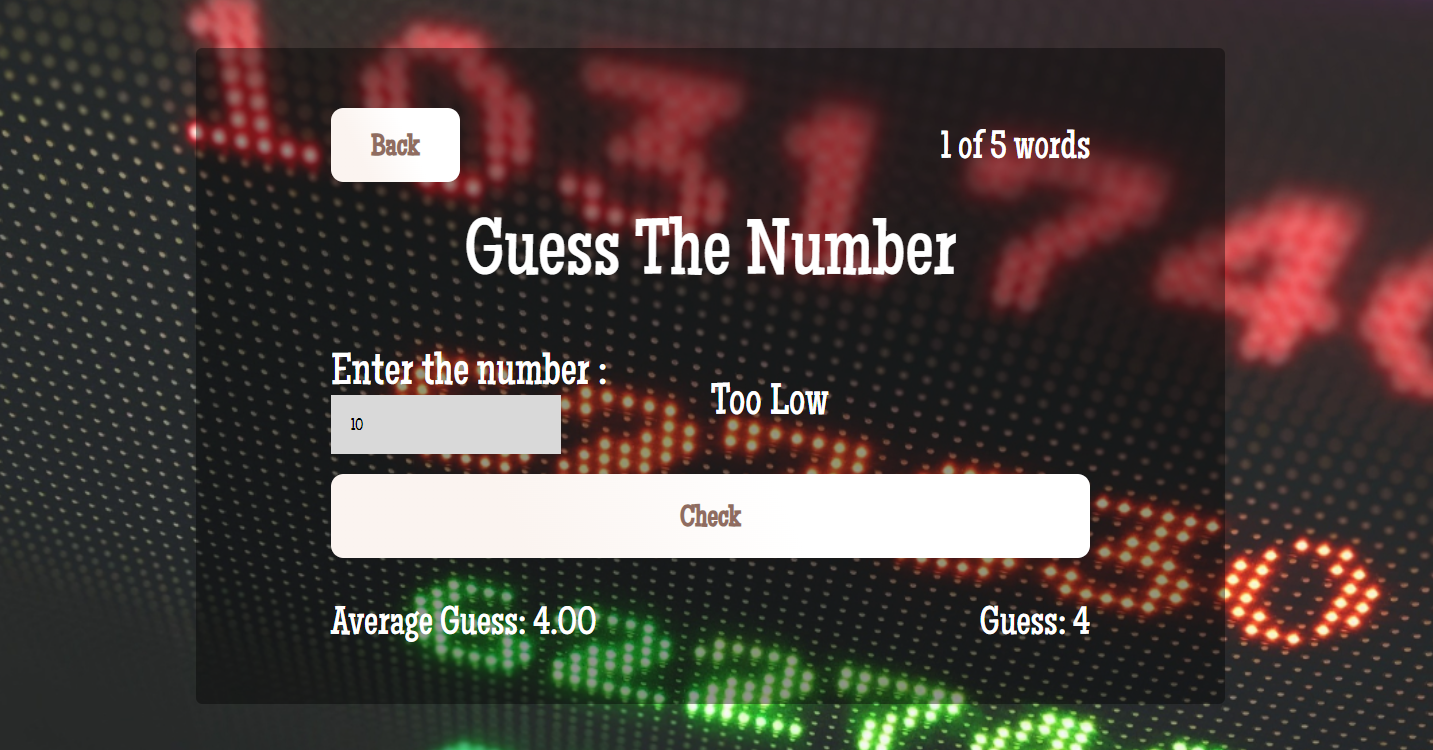 Back
1 of 5 words
Guess The Number
Enter the number :
10
Too Low
Check
Average Guess: 4.00
Guess: 4